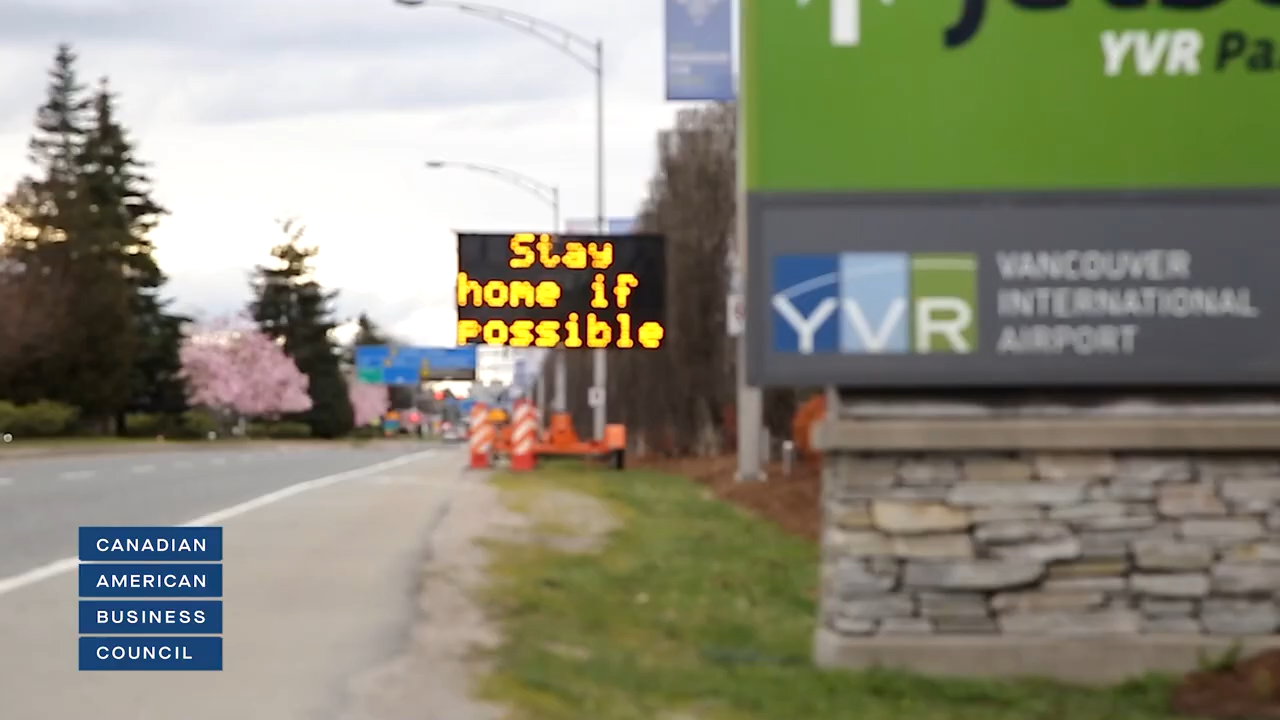 YVR Pa
Stay
home if
possible
YVR
VANCOUVER
INTERNATIONAL
AIRPORT
CANADIAN
AMERICAN
BUSINESS
COUNCIL